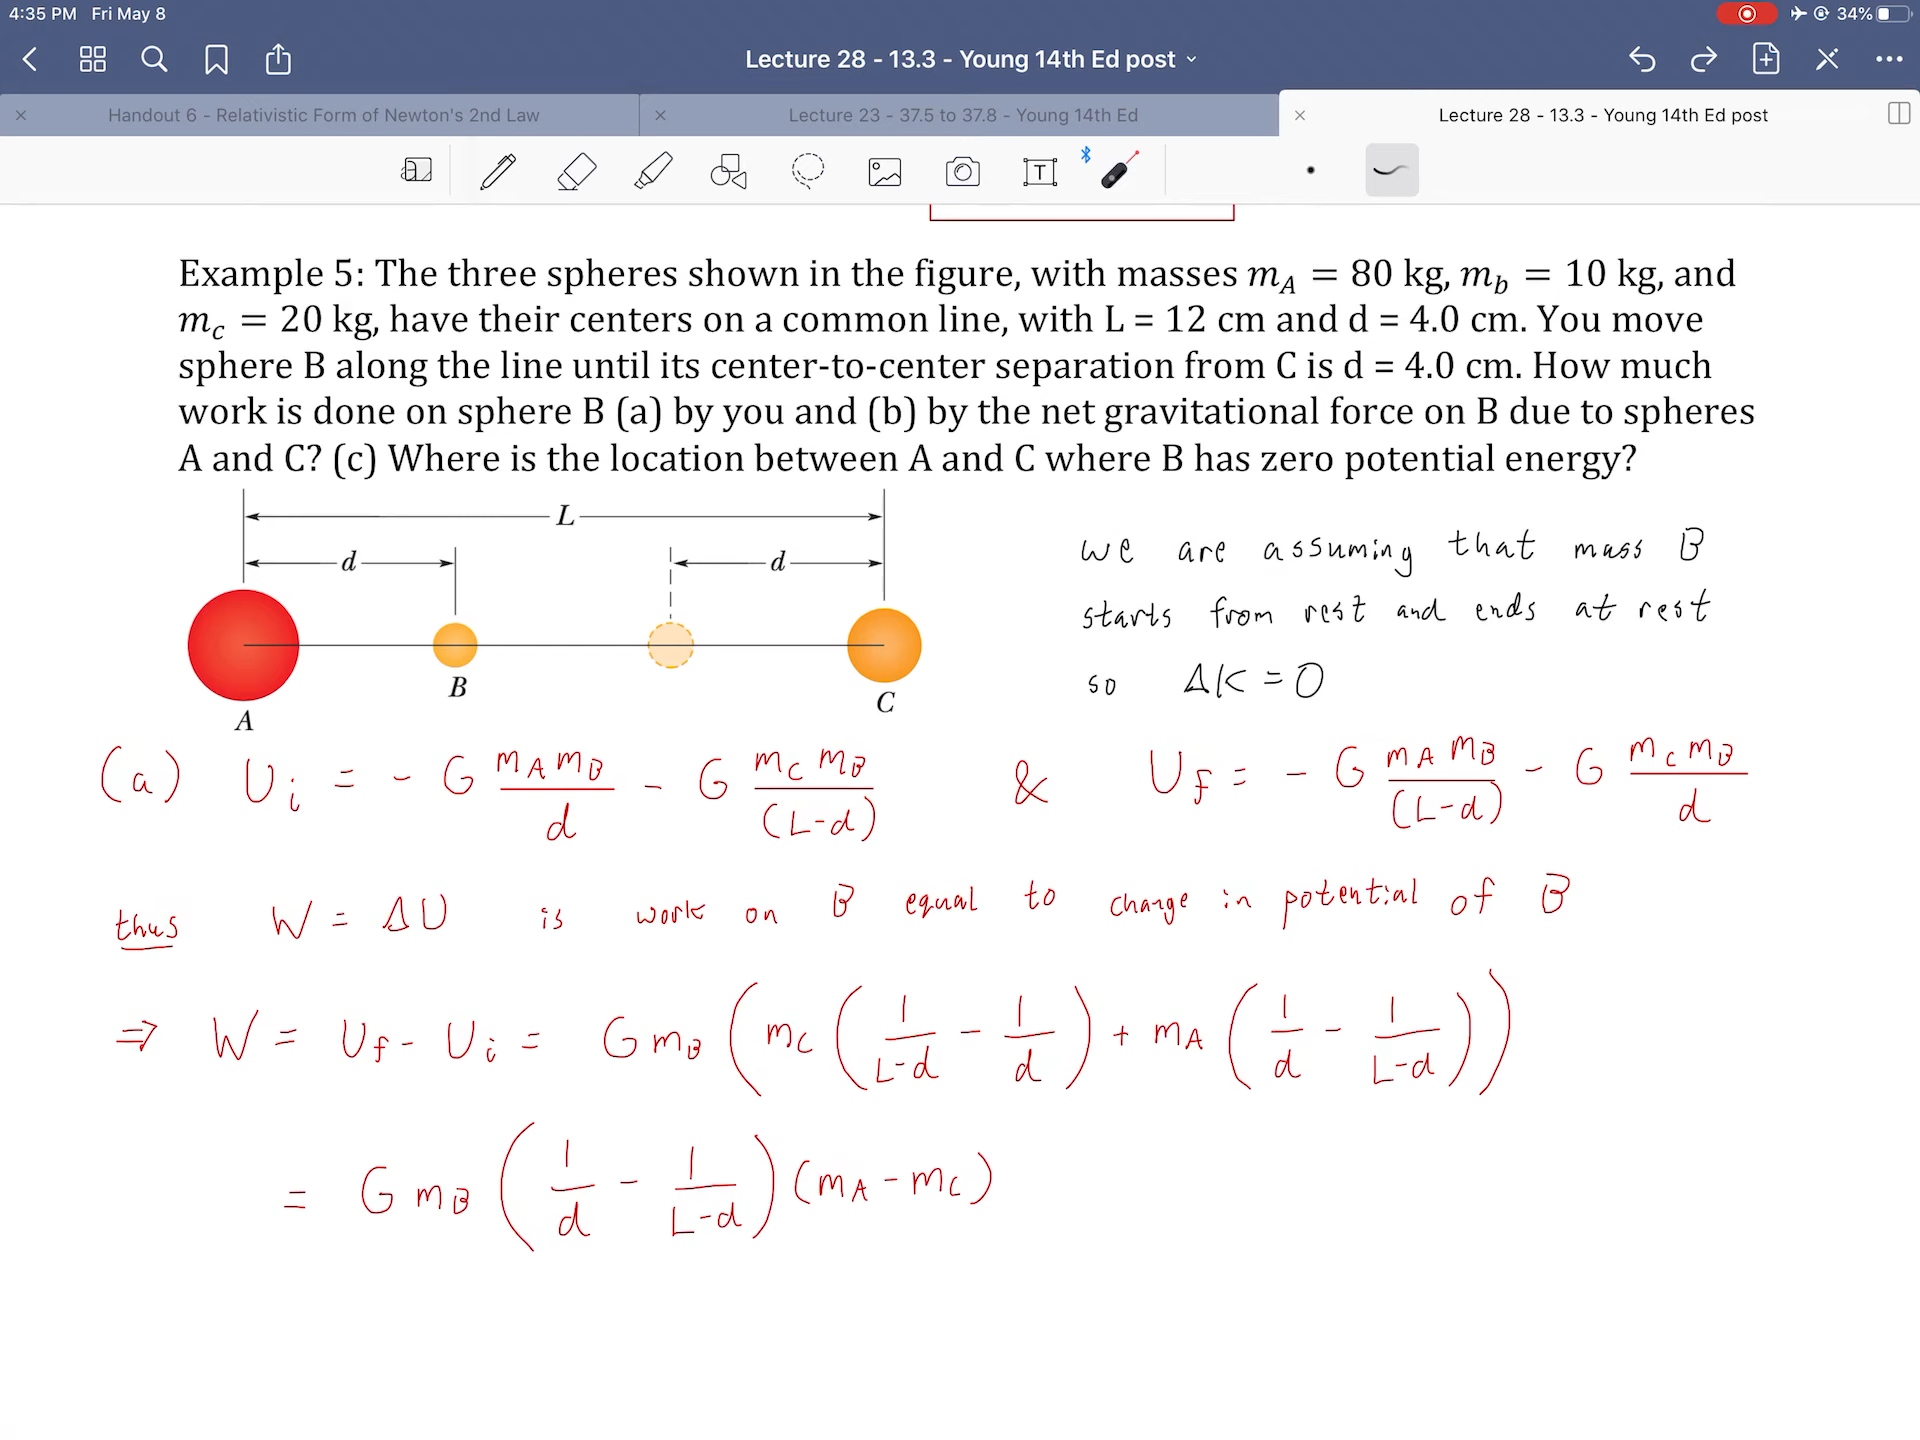 4:35 PM Fri May 8
34%
Lecture 28 - 13.3 - Young 14th Ed post
Handout 6 - Relativistic Form of Newton's 2nd Law
Lecture 23 - 37.5 to 37.8 - Young 14th Ed
Lecture 28 - 13.3 - Young 14th Ed post
T
Example 5: The three spheres shown in the figure, with masses m_A = 80 kg, m_b = 10 kg, and
m_c = 20 kg, have their centers on a common line, with L = 12 cm and d = 4.0 cm. You move
sphere B along the line until its center-to-center separation from C is d = 4.0 cm. How much
work is done on sphere B (a) by you and (b) by the net gravitational force on B due to spheres
A and C? (c) Where is the location between A and C where B has zero potential energy?
L
d
d
A
B
C
we are assuming that mass B
starts from rest and ends at rest
so ΔK = 0
(a) U_i = - G m_A m_B / d - G m_C m_B / (L-d) & U_f = - G m_A m_B / (L-d) - G m_C m_B / d
thus W = ΔU is work on B equal to change in potential of B
⇒ W = U_f - U_i = G m_B ( m_C ( 1/(L-d) - 1/d ) + m_A ( 1/d - 1/(L-d) ) )
= G m_B ( 1/d - 1/(L-d) ) (m_A - m_C)